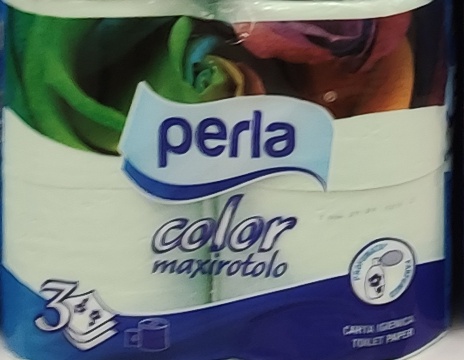 perla
color
maxirotolo
3
CARTA IGIENICA
TOILET PAPER